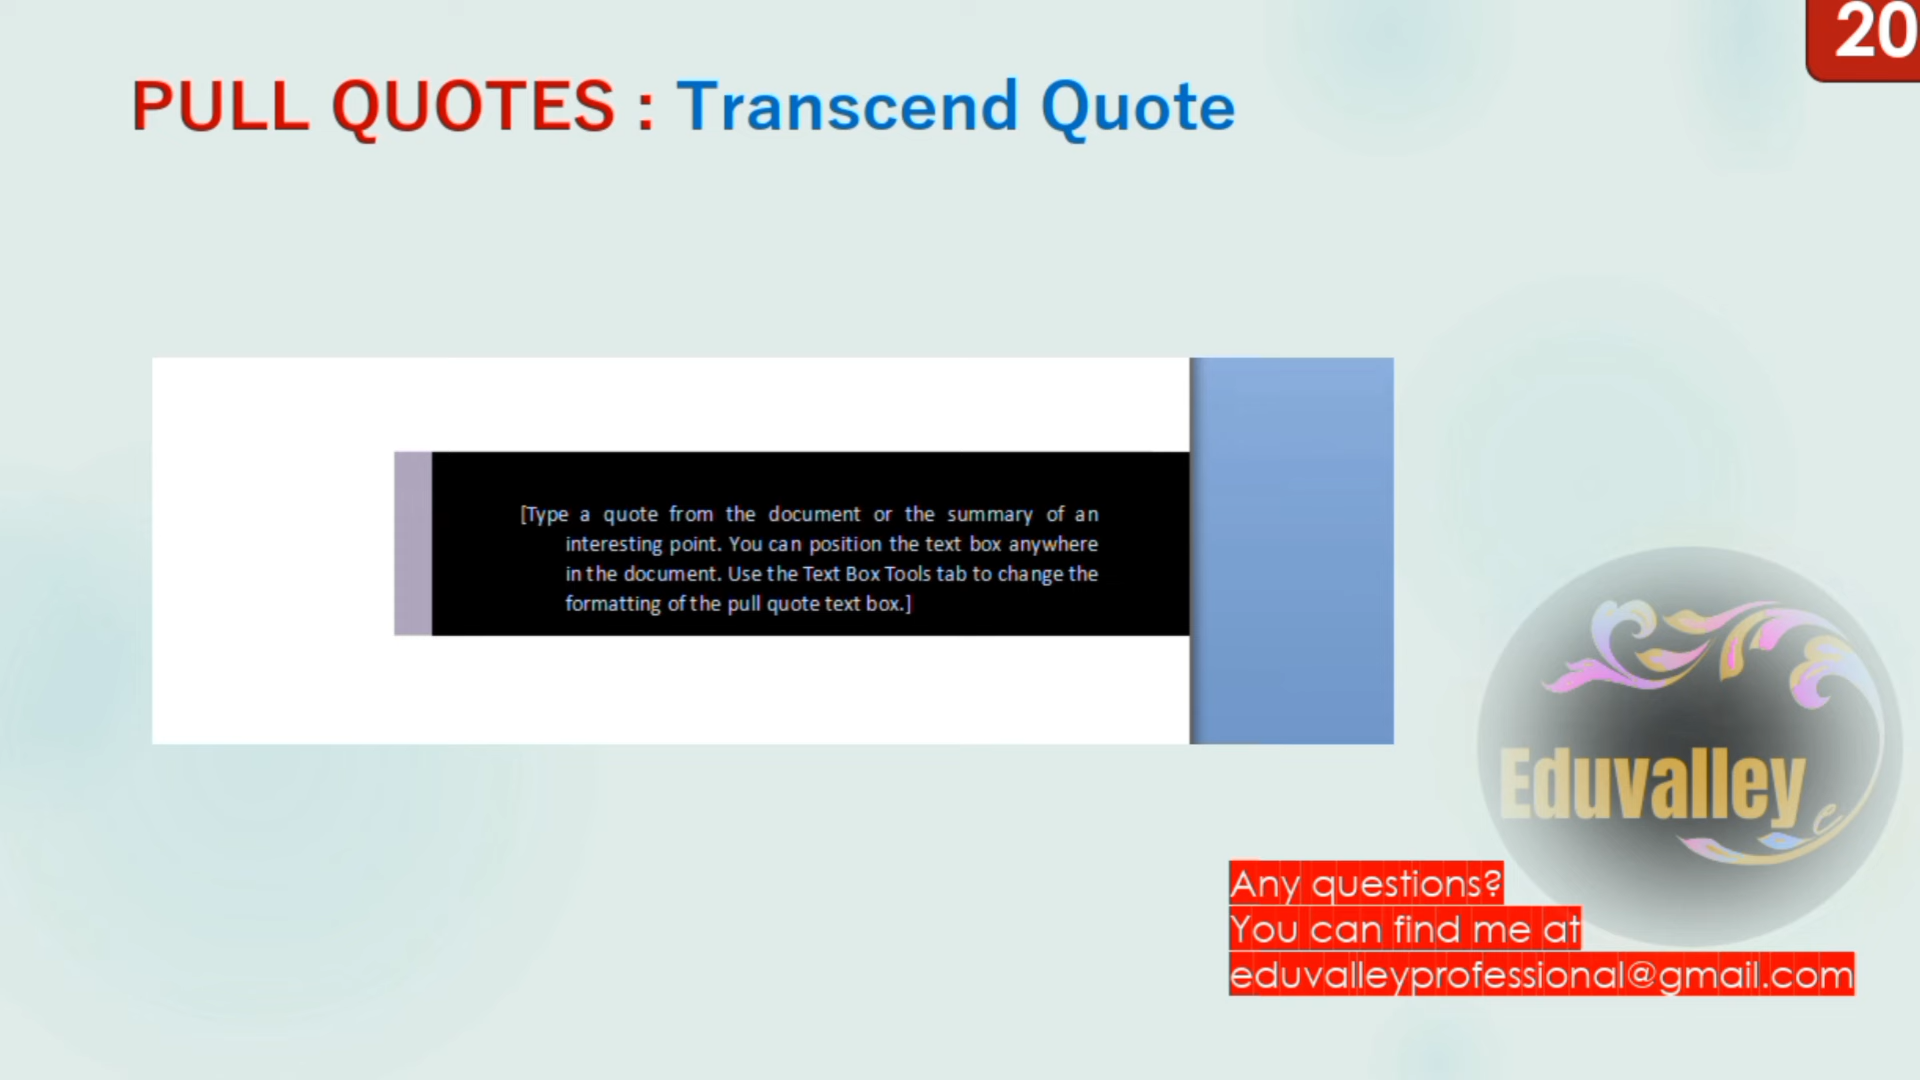 20
PULL QUOTES : Transcend Quote
[Type a quote from the document or the summary of an
interesting point. You can position the text box anywhere
in the document. Use the Text Box Tools tab to change the
formatting of the pull quote text box.]
Eduvalley
e
Any questions?
You can find me at
eduvalleyprofessional@gmail.com